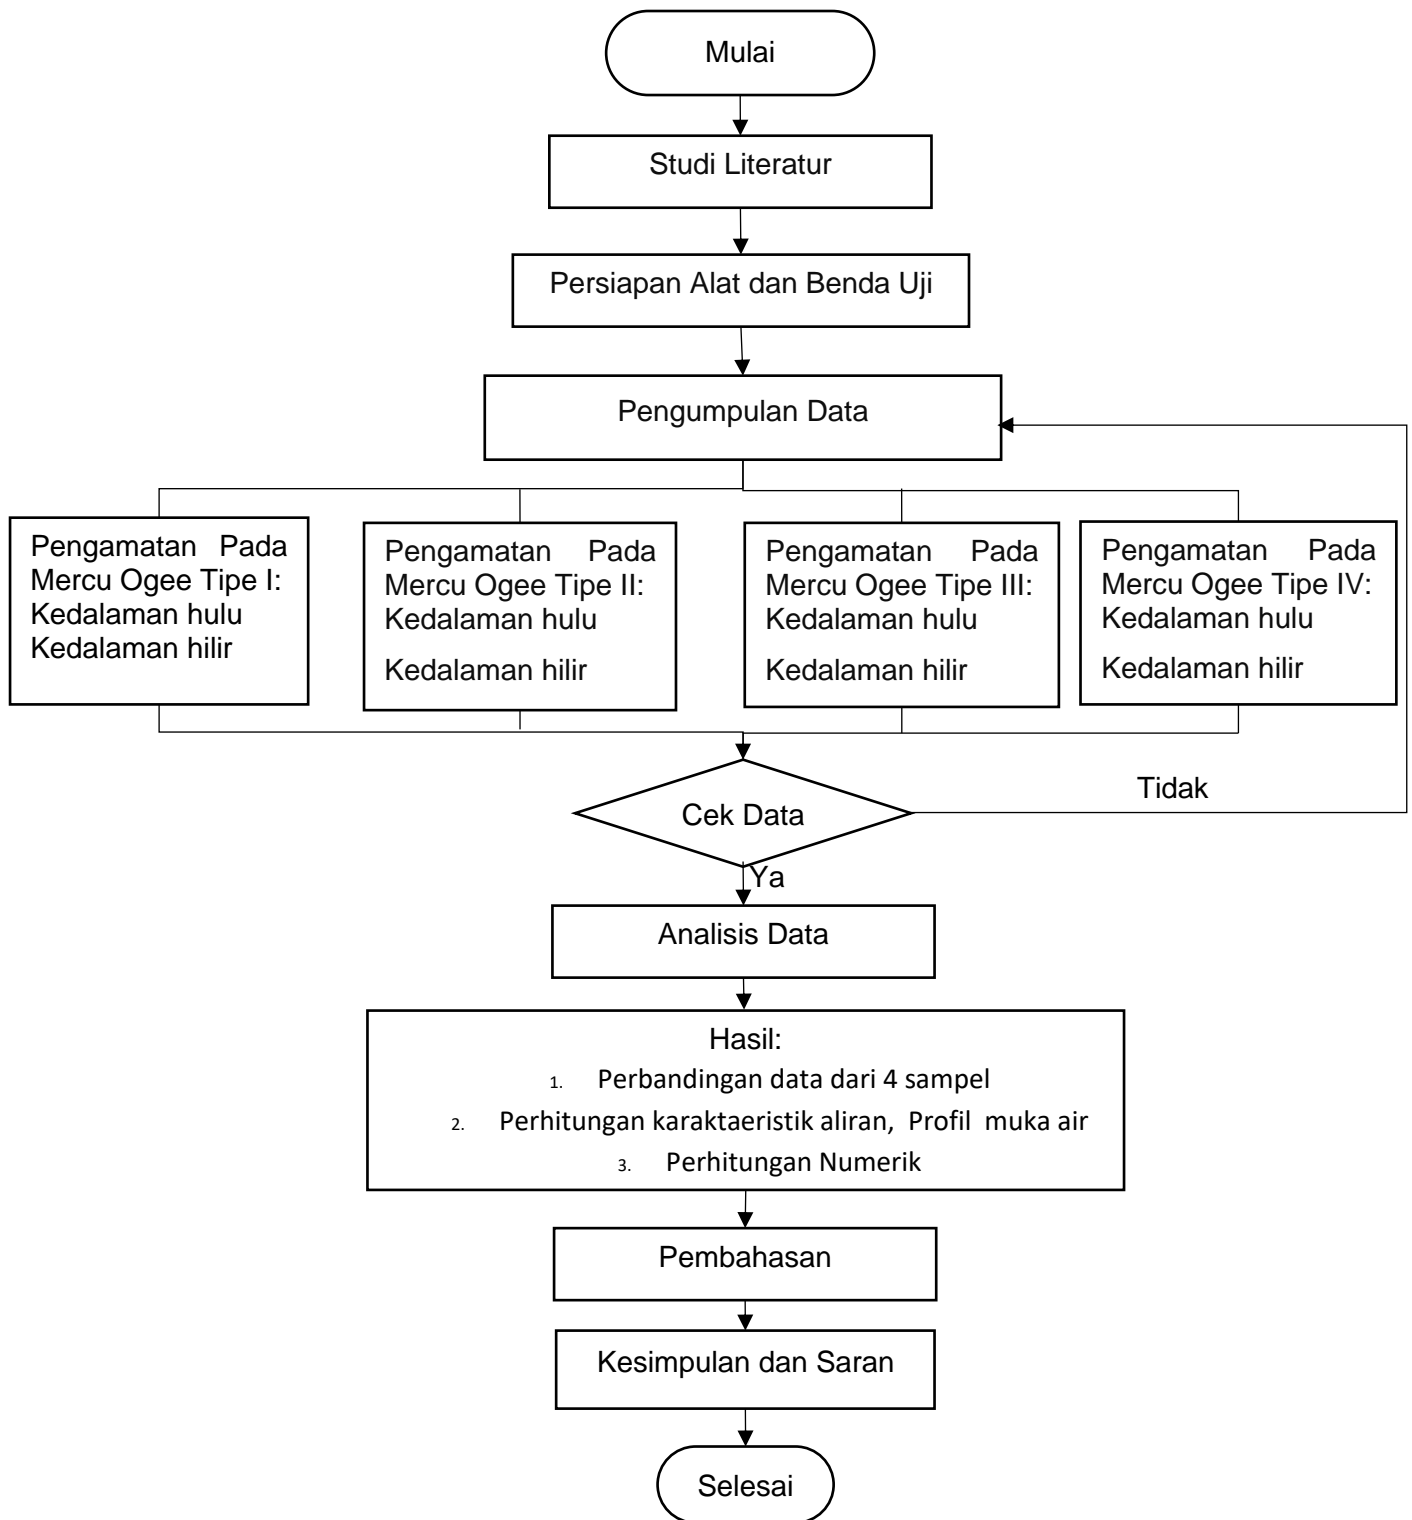 Mulai
Studi Literatur
Persiapan Alat dan Benda Uji
Pengumpulan Data
Pengamatan Pada
Mercu Ogee Tipe I:
Kedalaman hulu
Kedalaman hilir
Pengamatan Pada
Mercu Ogee Tipe II:
Kedalaman hulu
Kedalaman hilir
Pengamatan Pada
Mercu Ogee Tipe III:
Kedalaman hulu
Kedalaman hilir
Pengamatan Pada
Mercu Ogee Tipe IV:
Kedalaman hulu
Kedalaman hilir
Tidak
Cek Data
Ya
Analisis Data
Hasil:
1. Perbandingan data dari 4 sampel
2. Perhitungan karaktaeristik aliran, Profil muka air
3. Perhitungan Numerik
Pembahasan
Kesimpulan dan Saran
Selesai